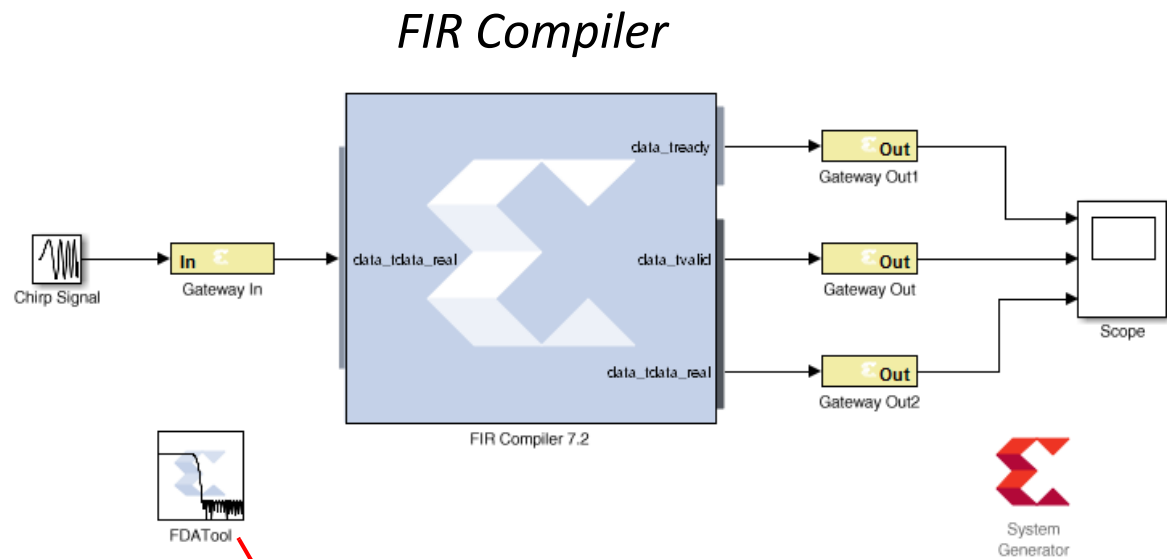 FIR Compiler
data_tready
Out
Gateway Out1
Chirp Signal
In
Gateway In
data_tdata_real
data_tvalid
Out
Gateway Out
Scope
data_tdata_real
Out
Gateway Out2
FIR Compiler 7.2
FDATool
System
Generator